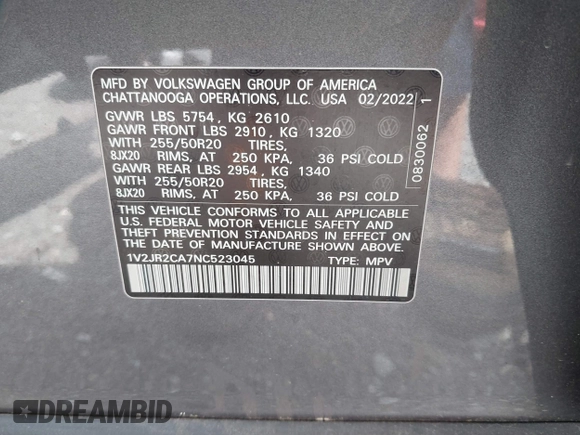 MFD BY VOLKSWAGEN GROUP OF AMERICA
CHATTANOOGA OPERATIONS, LLC. USA 02/2022
GVWR LBS 5754, KG 2610
GAWR FRONT LBS 2910, KG 1320
WITH 255/50R20 TIRES,
8JX20 RIMS, AT 250 KPA, 36 PSI COLD
GAWR REAR LBS 2954, KG 1340
WITH 255/50R20 TIRES,
8JX20 RIMS, AT 250 KPA, 36 PSI COLD
THIS VEHICLE CONFORMS TO ALL APPLICABLE
U.S. FEDERAL MOTOR VEHICLE SAFETY AND
THEFT PREVENTION STANDARDS IN EFFECT ON
THE DATE OF MANUFACTURE SHOWN ABOVE.
1V2JR2CA7NC523045 TYPE: MPV
0830062 1
DREAMBID